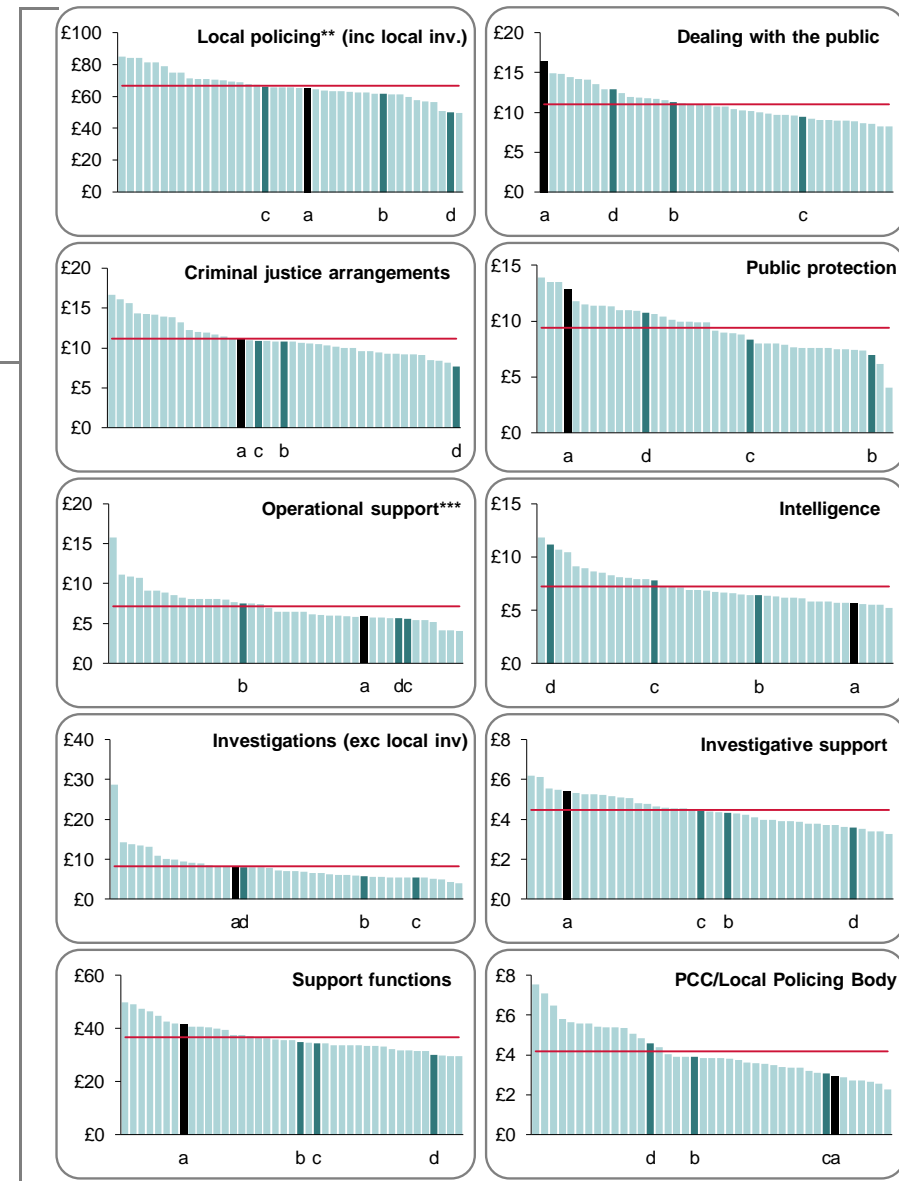 Local policing** (inc local inv.)
£100
£80
£60
£40
£20
£0
c a b d
Dealing with the public
£20
£15
£10
£5
£0
a d b c
Criminal justice arrangements
£20
£15
£10
£5
£0
a c b d
Public protection
£15
£10
£5
£0
a d c b
Operational support***
£20
£15
£10
£5
£0
b a dc
Intelligence
£15
£10
£5
£0
d c b a
Investigations (exc local inv)
£40
£30
£20
£10
£0
ad b c
Investigative support
£8
£6
£4
£2
£0
a c b d
Support functions
£60
£40
£20
£0
a b c d
PCC/Local Policing Body
£8
£6
£4
£2
£0
d b ca